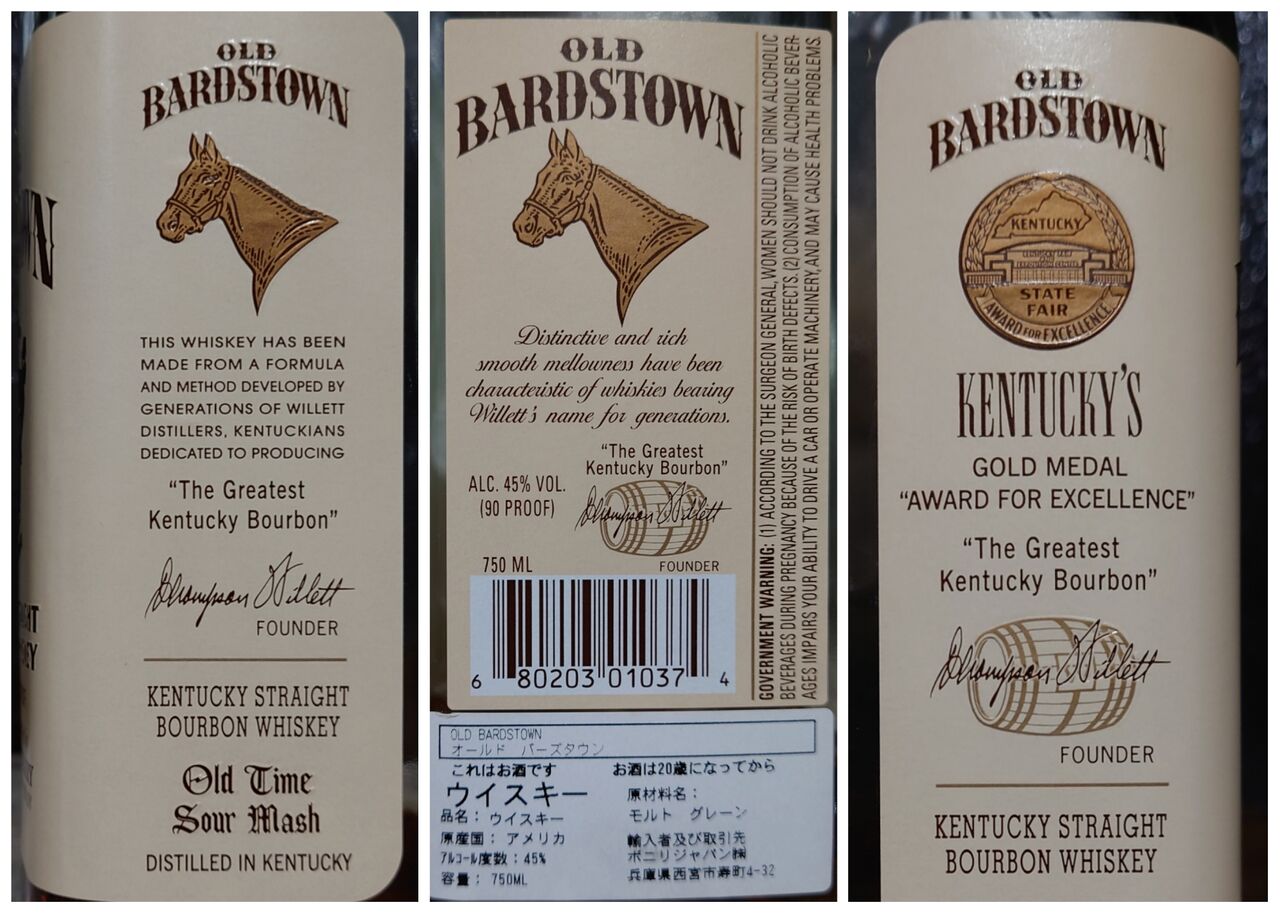 OLD
BARDSTOWN
THIS WHISKEY HAS BEEN
MADE FROM A FORMULA
AND METHOD DEVELOPED BY
GENERATIONS OF WILLETT
DISTILLERS, KENTUCKIANS
DEDICATED TO PRODUCING
“The Greatest
Kentucky Bourbon”
Thompson Willett
FOUNDER
KENTUCKY STRAIGHT
BOURBON WHISKEY
Old Time
Sour Mash
DISTILLED IN KENTUCKY
OLD
BARDSTOWN
Distinctive and rich
smooth mellowness have been
characteristic of whiskies bearing
Willett's name for generations.
“The Greatest
Kentucky Bourbon”
ALC. 45% VOL.
(90 PROOF)
Thompson Willett
750 ML
FOUNDER
6 80203 01037 4
GOVERNMENT WARNING: (1) ACCORDING TO THE SURGEON GENERAL, WOMEN SHOULD NOT DRINK ALCOHOLIC
BEVERAGES DURING PREGNANCY BECAUSE OF THE RISK OF BIRTH DEFECTS. (2) CONSUMPTION OF ALCOHOLIC BEVER-
AGES IMPAIRS YOUR ABILITY TO DRIVE A CAR OR OPERATE MACHINERY, AND MAY CAUSE HEALTH PROBLEMS.
OLD BARDSTOWN
オールド バーズタウン
これはお酒です お酒は20歳になってから
ウイスキー
品名: ウイスキー
原産国: アメリカ
アルコール度数: 45%
容量: 750ML
原材料名:
モルト グレーン
輸入者及び取引先
ボニリジャパン㈱
兵庫県西宮市寿町4-32
OLD
BARDSTOWN
KENTUCKY
STATE
FAIR
AWARD FOR EXCELLENCE
KENTUCKY'S
GOLD MEDAL
“AWARD FOR EXCELLENCE”
“The Greatest
Kentucky Bourbon”
Thompson Willett
FOUNDER
KENTUCKY STRAIGHT
BOURBON WHISKEY